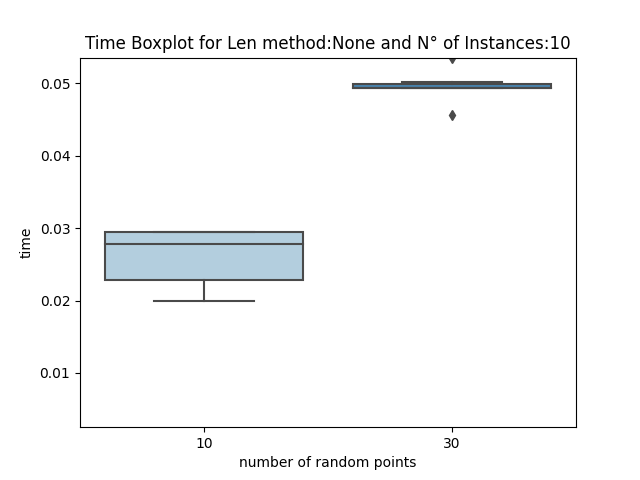 Time Boxplot for Len method:None and N° of Instances:10
0.05
0.04
0.03
0.02
0.01
time
10
30
number of random points